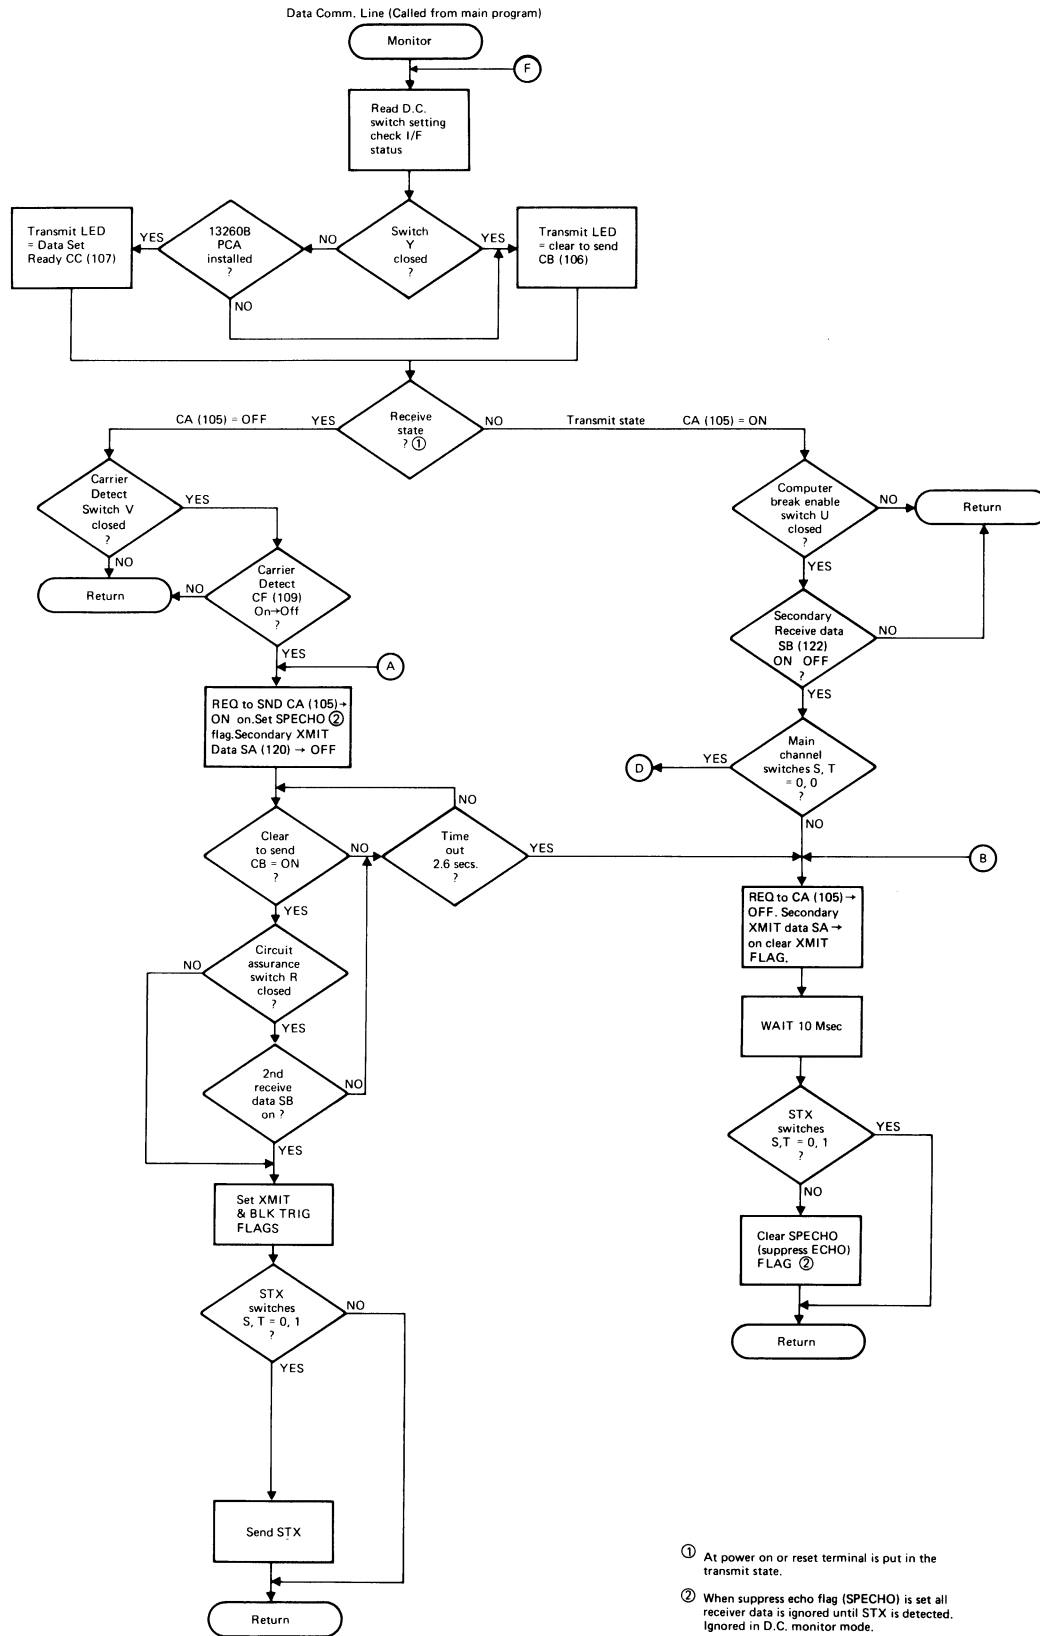 Data Comm. Line (Called from main program)
Monitor
F
Read D.C.
switch setting
check I/F
status
Transmit LED
= Data Set
Ready CC (107)
YES
13260B
PCA
installed
?
NO
Switch
Y
closed
?
YES
Transmit LED
= clear to send
CB (106)
NO
CA (105) = OFF
YES
Receive
state
? ①
NO
Transmit state
CA (105) = ON
Carrier
Detect
Switch V
closed
?
YES
NO
Return
NO
Carrier
Detect
CF (109)
On→Off
?
YES
A
Computer
break enable
switch U
closed
?
NO
Return
YES
Secondary
Receive data
SB (122)
ON OFF
?
NO
YES
REQ to SND CA (105)→
ON on.Set SPECHO ②
flag.Secondary XMIT
Data SA (120) → OFF
D
YES
Main
channel
switches S, T
= 0, 0
?
NO
NO
Clear
to send
CB = ON
?
NO
Time
out
2.6 secs.
?
YES
B
YES
REQ to CA (105) →
OFF. Secondary
XMIT data SA →
on clear XMIT
FLAG.
NO
Circuit
assurance
switch R
closed
?
YES
WAIT 10 Msec
2nd
receive
data SB
on ?
NO
YES
STX
switches
S,T = 0, 1
?
YES
NO
Set XMIT
& BLK TRIG
FLAGS
Clear SPECHO
(suppress ECHO)
FLAG ②
STX
switches
S, T = 0, 1
?
NO
YES
Return
Send STX
Return
① At power on or reset terminal is put in the
transmit state.
② When suppress echo flag (SPECHO) is set all
receiver data is ignored until STX is detected.
Ignored in D.C. monitor mode.